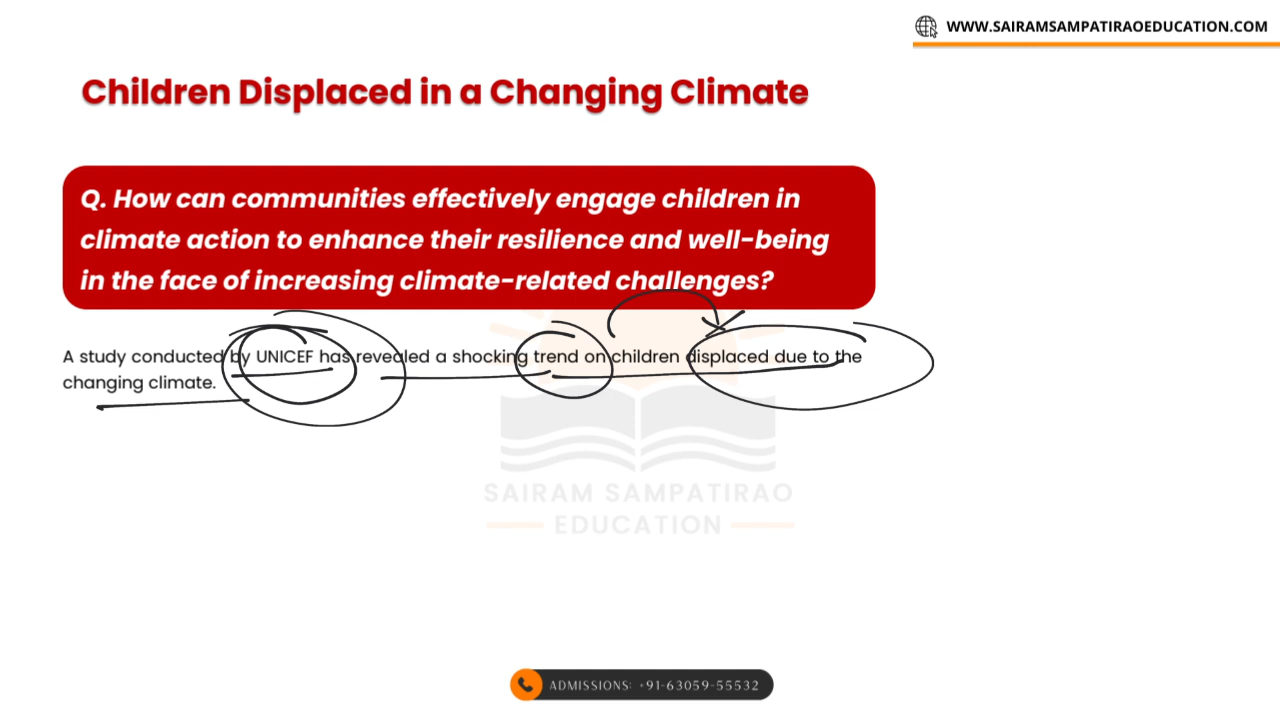 WWW.SAIRAMSAMPATIRAOEDUCATION.COM
Children Displaced in a Changing Climate
Q. How can communities effectively engage children in
climate action to enhance their resilience and well-being
in the face of increasing climate-related challenges?
A study conducted by UNICEF has revealed a shocking trend on children displaced due to the
changing climate.
SAIRAM SAMPATIRAO
EDUCATION
ADMISSIONS: +91-63059-55532